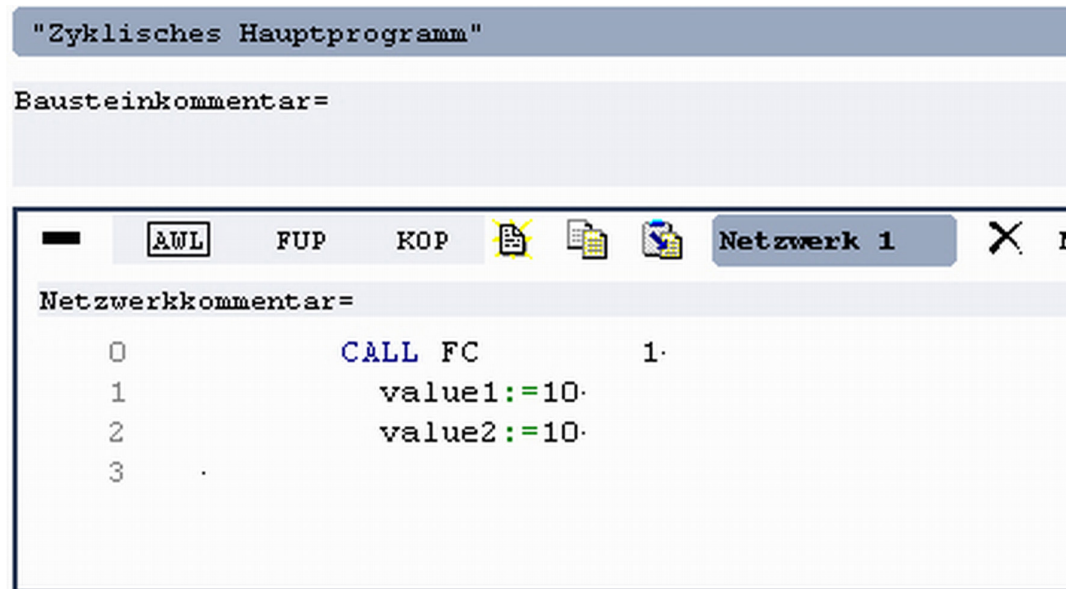 "Zyklisches Hauptprogramm"
Bausteinkommentar=
AWL FUP KOP Netzwerk 1
Netzwerkkommentar=
0 CALL FC 1
1 value1:=10
2 value2:=10
3